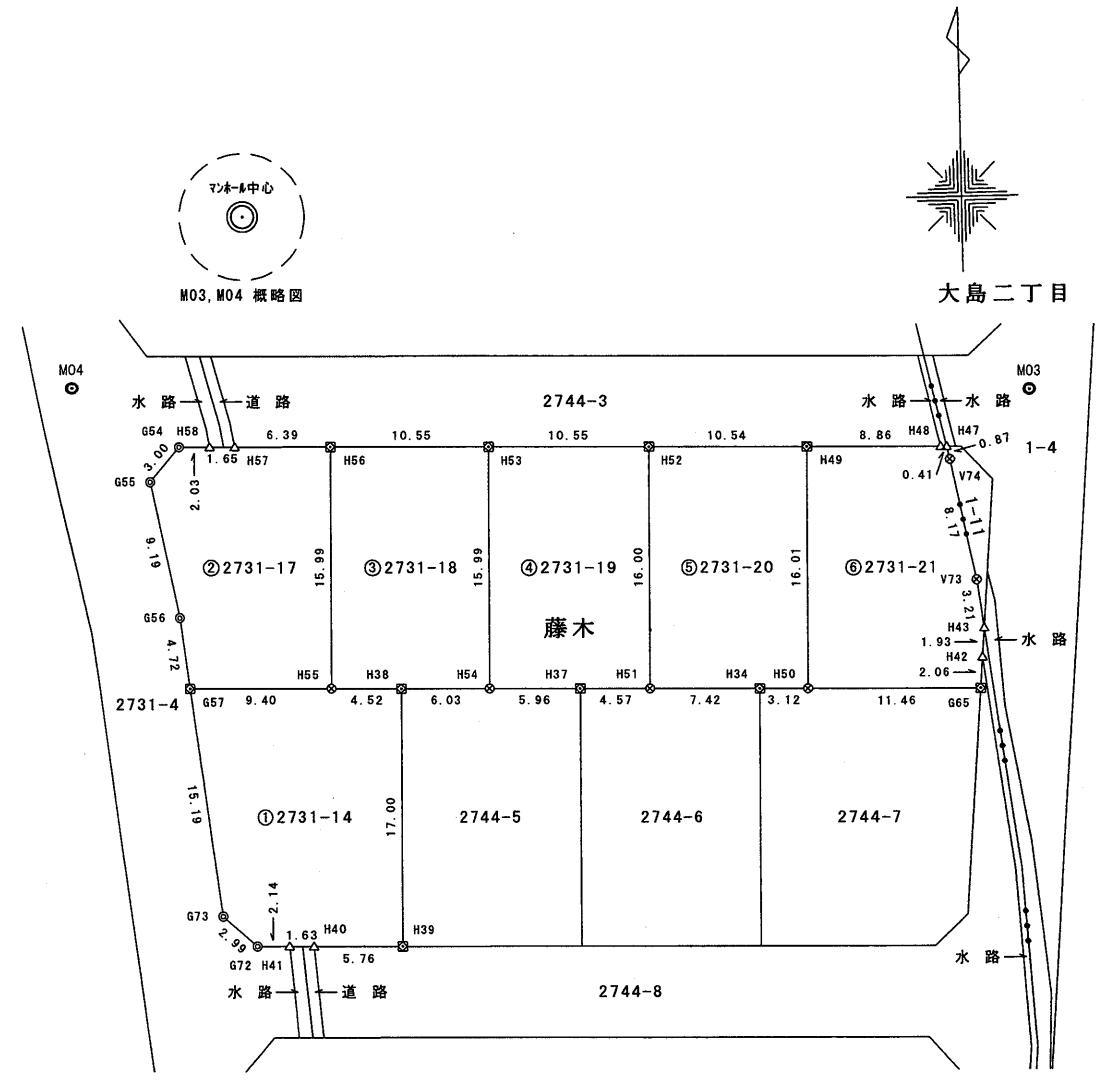 マンホール中心
M03, M04 概略図
大島二丁目
M04
M03
水 路
道 路
2744-3
水 路
水 路
G54
H58
6.39
10.55
10.55
10.54
8.86
H48
H47
0.87
1-4
3.00
1.65
H57
H56
H53
H52
H49
0.41
V74
G55
2.03
1-11
8.17
9.19
②2731-17
15.99
③2731-18
15.99
④2731-19
16.00
⑤2731-20
16.01
⑥2731-21
V73
3.21
G56
藤木
H43
1.93
水 路
4.72
H42
2.06
H55
H38
H54
H37
H51
H34
H50
2731-4
G57
9.40
4.52
6.03
5.96
4.57
7.42
3.12
11.46
G65
15.19
①2731-14
17.00
2744-5
2744-6
2744-7
G73
2.14
2.99
1.63
H40
H39
G72
H41
5.76
水 路
水 路
道 路
2744-8